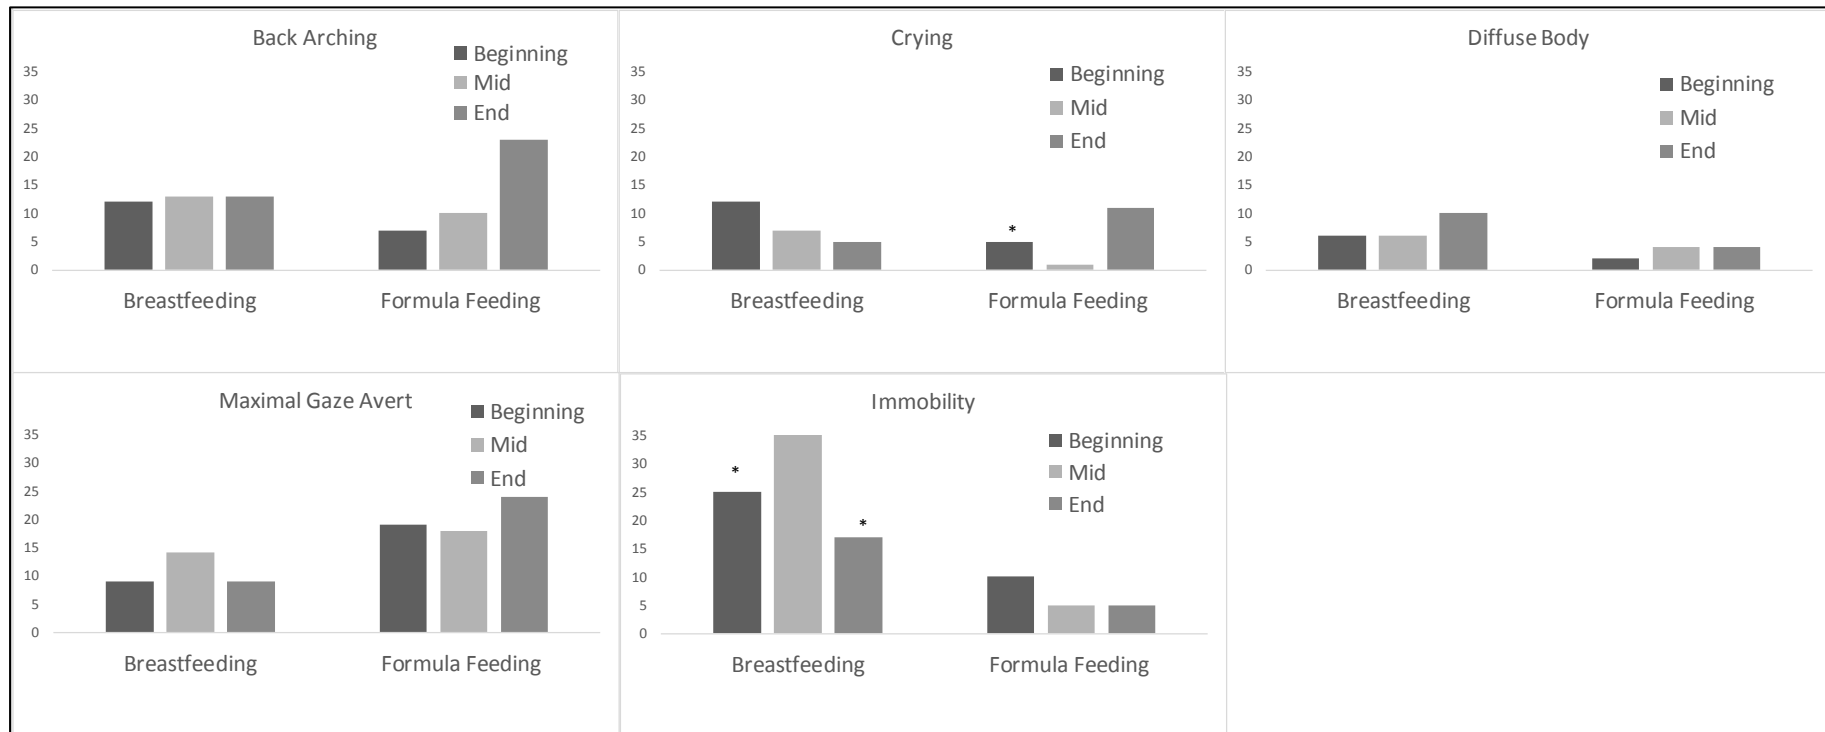 Back Arching
Beginning
Mid
End
35
30
25
20
15
10
5
0
Breastfeeding Formula Feeding
Crying
Beginning
Mid
End
35
30
25
20
15
10
5
0
*
Breastfeeding Formula Feeding
Diffuse Body
Beginning
Mid
End
35
30
25
20
15
10
5
0
Breastfeeding Formula Feeding
Maximal Gaze Avert
Beginning
Mid
End
35
30
25
20
15
10
5
0
Breastfeeding Formula Feeding
Immobility
Beginning
Mid
End
35
30
25
20
15
10
5
0
* *
Breastfeeding Formula Feeding